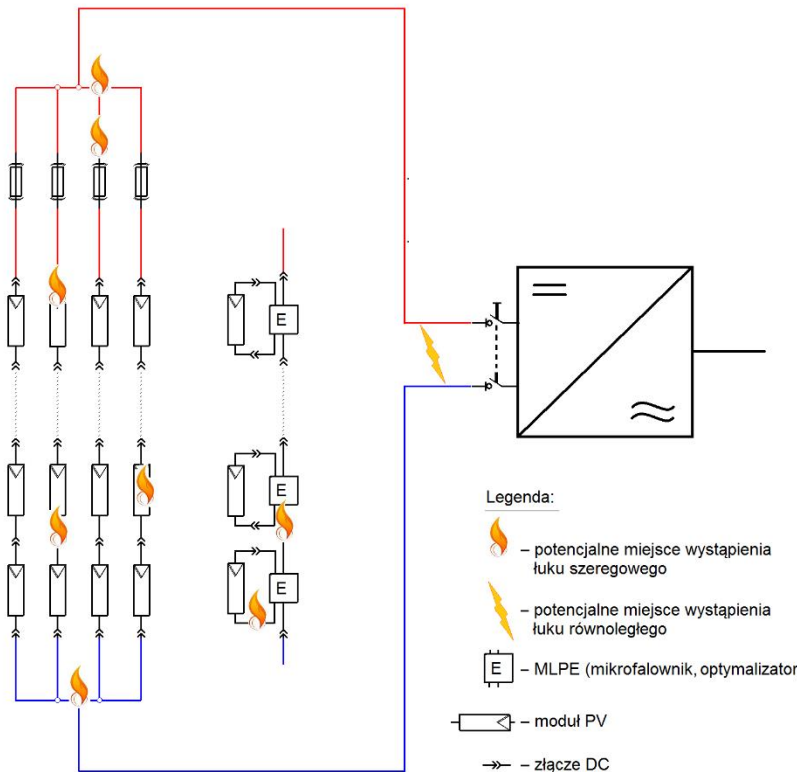 E
E
E
Legenda:
– potencjalne miejsce wystąpienia
łuku szeregowego
– potencjalne miejsce wystąpienia
łuku równoległego
E – MLPE (mikrofalownik, optymalizator
– moduł PV
– złącze DC